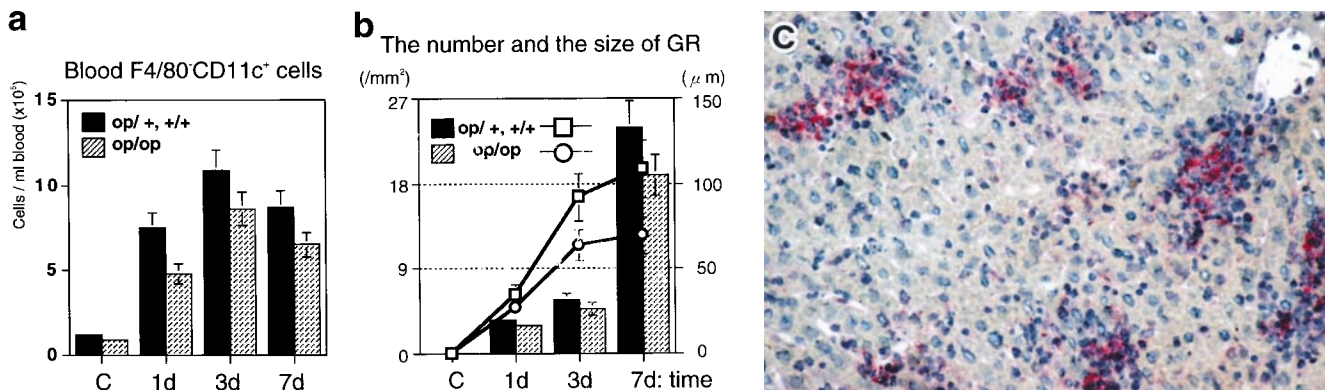 a
Blood F4/80⁻CD11c⁺ cells
Cells / ml blood (x10⁵)
15
10
5
0
op/ +, +/+
op/op
C 1d 3d 7d
b
The number and the size of GR
(/mm²)
(μm)
27
18
9
0
150
100
50
0
op/ +, +/+
op/op
C 1d 3d 7d: time
C